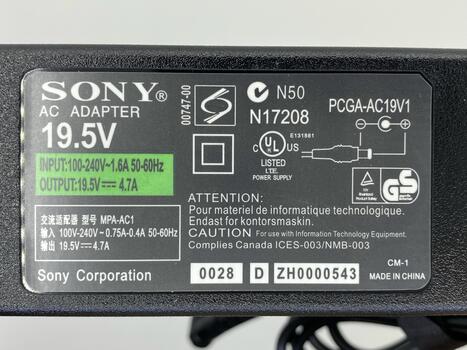 SONY®
AC ADAPTER
19.5V
INPUT:100-240V~1.6A 50-60Hz
OUTPUT:19.5V⎓4.7A
交流适配器 型号 MPA-AC1
输入 100V-240V~0.75A-0.4A 50-60Hz
输出 19.5V⎓4.7A
Sony Corporation
00747-00
N50
N17208
PCGA-AC19V1
E131881
C UL US
LISTED
I.T.E.
POWER SUPPLY
GS
ATTENTION:
Pour materiel de informatique technologique.
Endast for kontorsmaskin.
CAUTION For use with Information Technology Equipment.
Complies Canada ICES-003/NMB-003
0028 D ZH0000543
CM-1
MADE IN CHINA